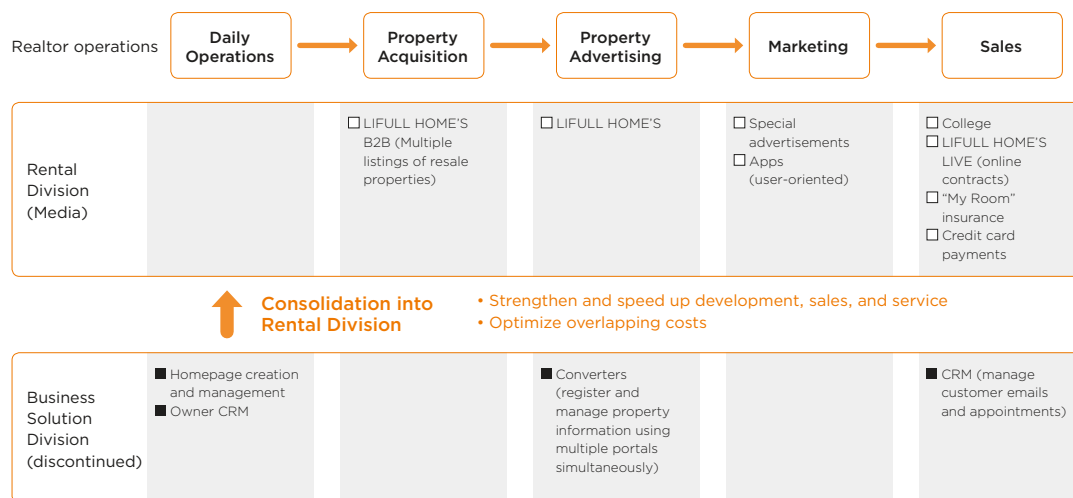 Realtor operations
Daily
Operations
Property
Acquisition
Property
Advertising
Marketing
Sales
Rental
Division
(Media)
LIFULL HOME'S
B2B (Multiple
listings of resale
properties)
LIFULL HOME'S
Special
advertisements
Apps
(user-oriented)
College
LIFULL HOME'S
LIVE (online
contracts)
“My Room”
insurance
Credit card
payments
Consolidation into
Rental Division
• Strengthen and speed up development, sales, and service
• Optimize overlapping costs
Business
Solution
Division
(discontinued)
Homepage creation
and management
Owner CRM
Converters
(register and
manage property
information using
multiple portals
simultaneously)
CRM (manage
customer emails
and appointments)